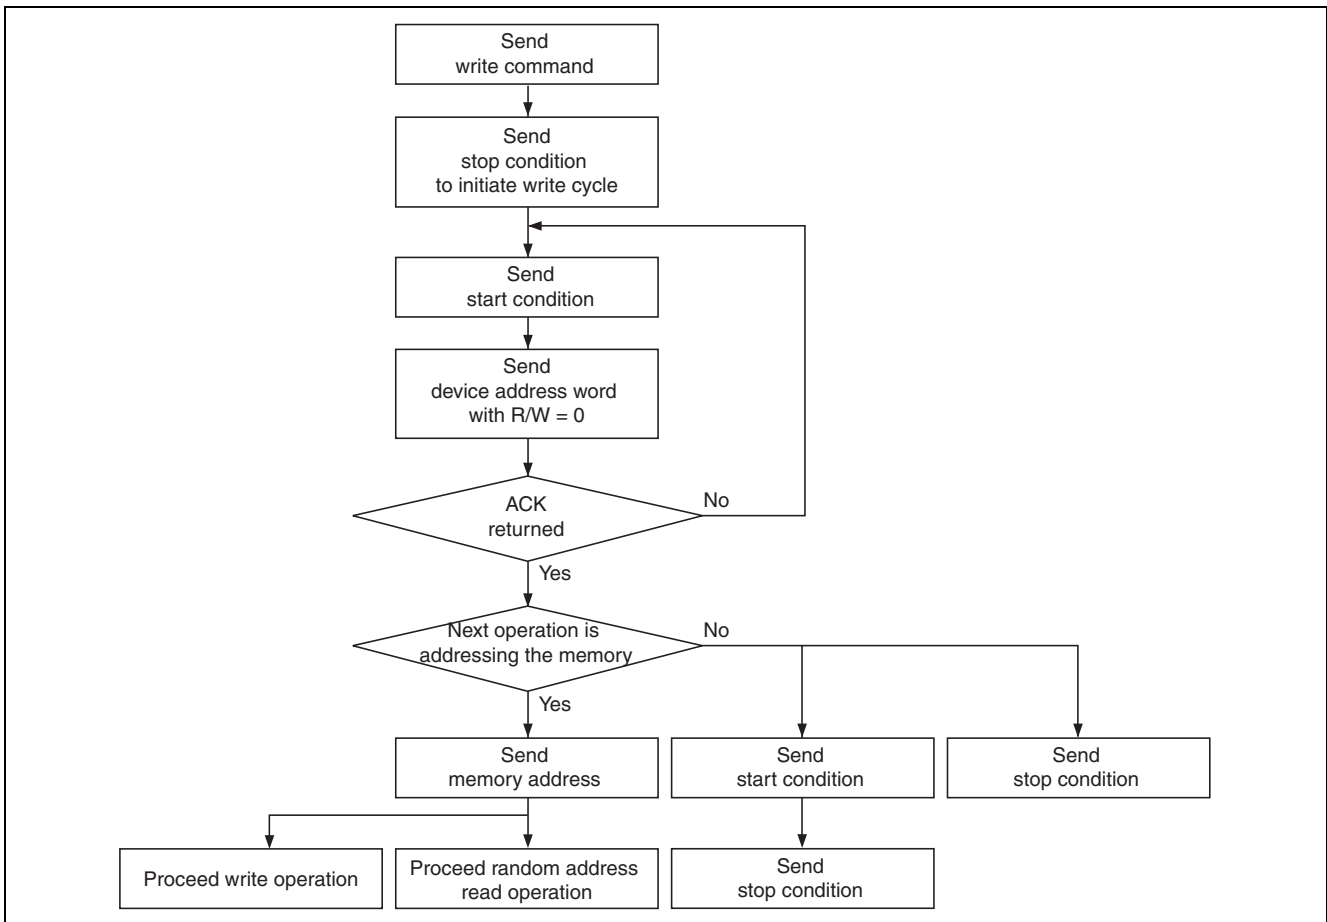 Send
write command
Send
stop condition
to initiate write cycle
Send
start condition
Send
device address word
with R/W = 0
ACK
returned
No
Yes
Next operation is
addressing the memory
No
Yes
Send
memory address
Send
start condition
Send
stop condition
Proceed write operation
Proceed random address
read operation
Send
stop condition